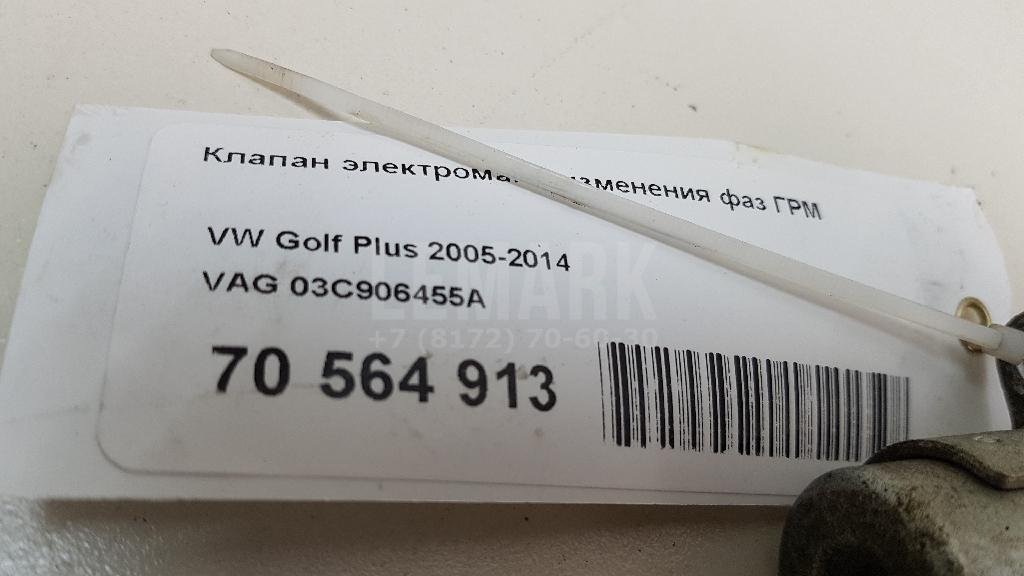 Клапан электрома. изменения фаз ГРМ
VW Golf Plus 2005-2014
VAG 03C906455A
LEMARK
+7 (8172) 70-60-30
70 564 913